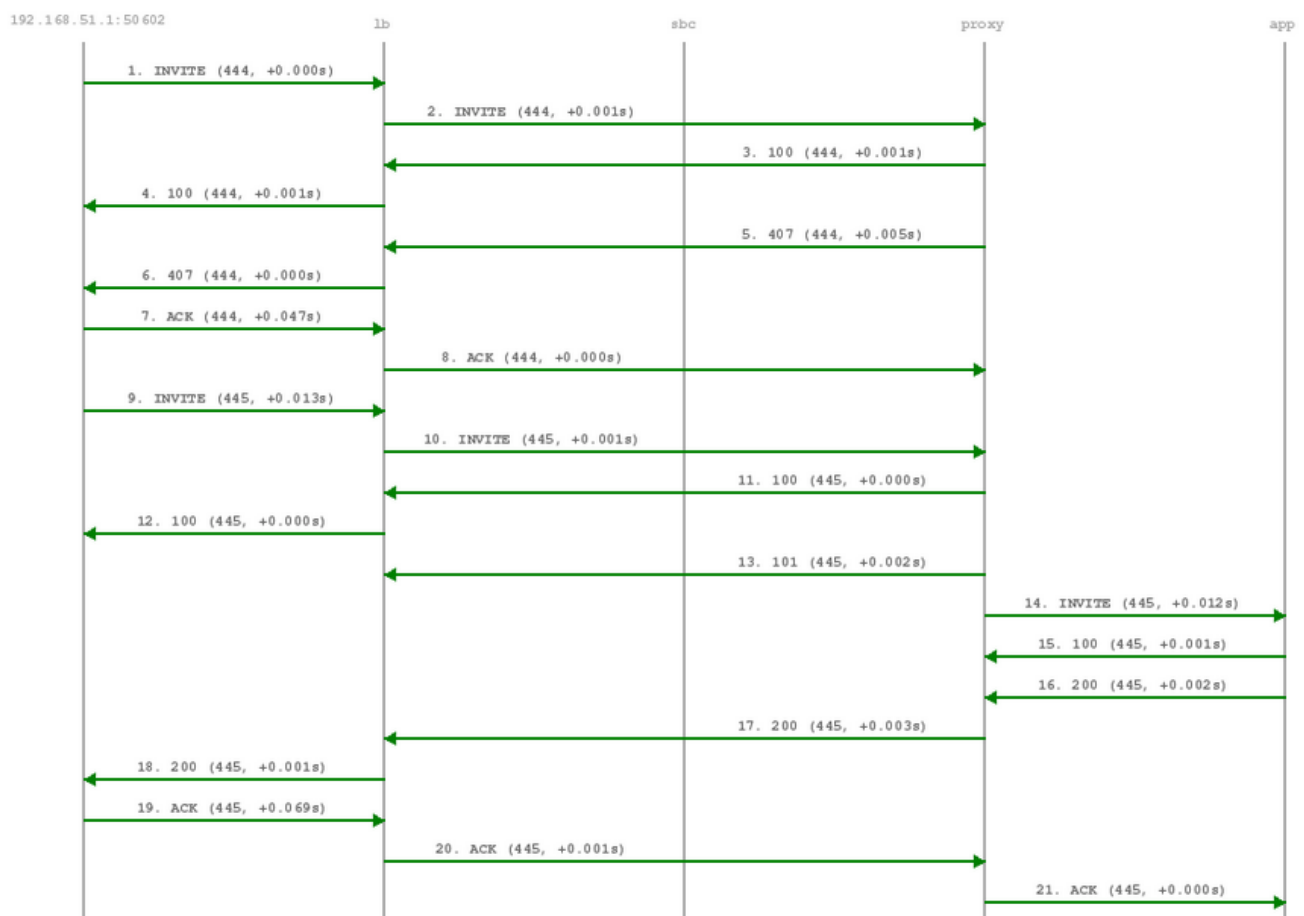 192.168.51.1:50602 lb sbc proxy app
1. INVITE (444, +0.000s)
2. INVITE (444, +0.001s)
3. 100 (444, +0.001s)
4. 100 (444, +0.001s)
5. 407 (444, +0.005s)
6. 407 (444, +0.000s)
7. ACK (444, +0.047s)
8. ACK (444, +0.000s)
9. INVITE (445, +0.013s)
10. INVITE (445, +0.001s)
11. 100 (445, +0.000s)
12. 100 (445, +0.000s)
13. 101 (445, +0.002s)
14. INVITE (445, +0.012s)
15. 100 (445, +0.001s)
16. 200 (445, +0.002s)
17. 200 (445, +0.003s)
18. 200 (445, +0.001s)
19. ACK (445, +0.069s)
20. ACK (445, +0.001s)
21. ACK (445, +0.000s)